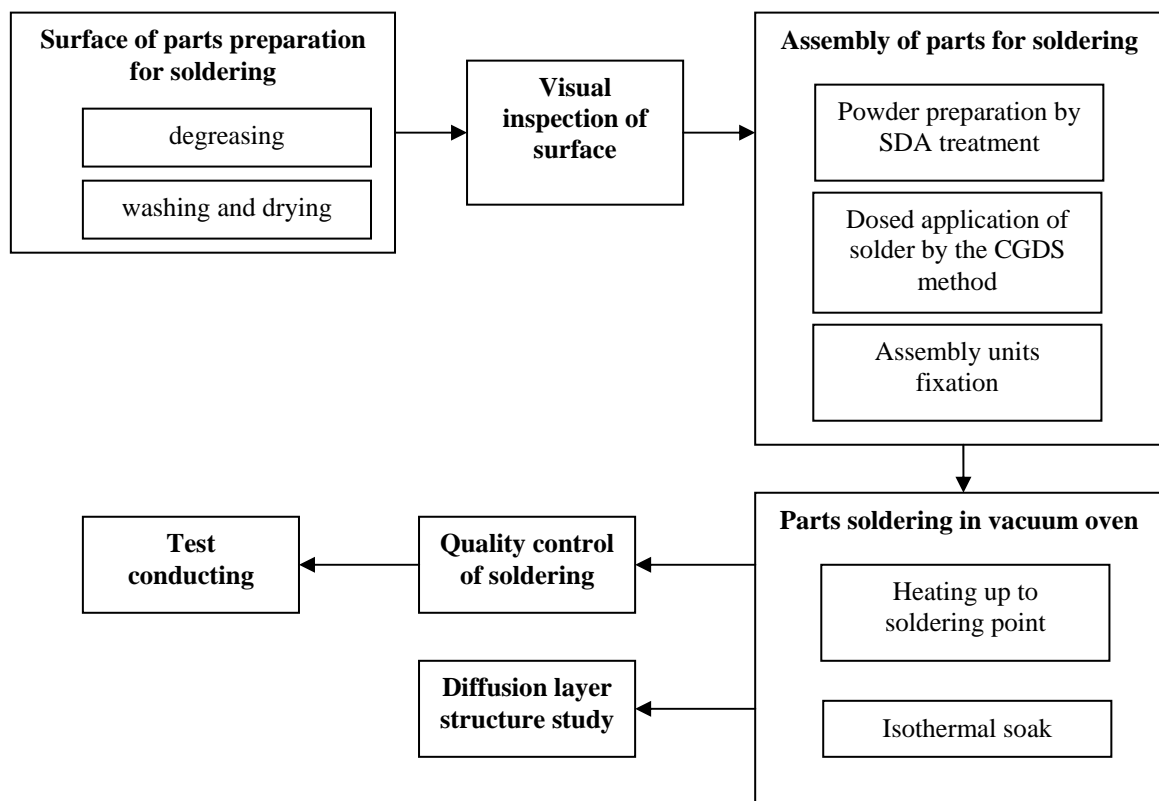 Surface of parts preparation
for soldering
degreasing
washing and drying
Visual
inspection of
surface
Assembly of parts for soldering
Powder preparation by
SDA treatment
Dosed application of
solder by the CGDS
method
Assembly units
fixation
Parts soldering in vacuum oven
Heating up to
soldering point
Isothermal soak
Quality control
of soldering
Test
conducting
Diffusion layer
structure study